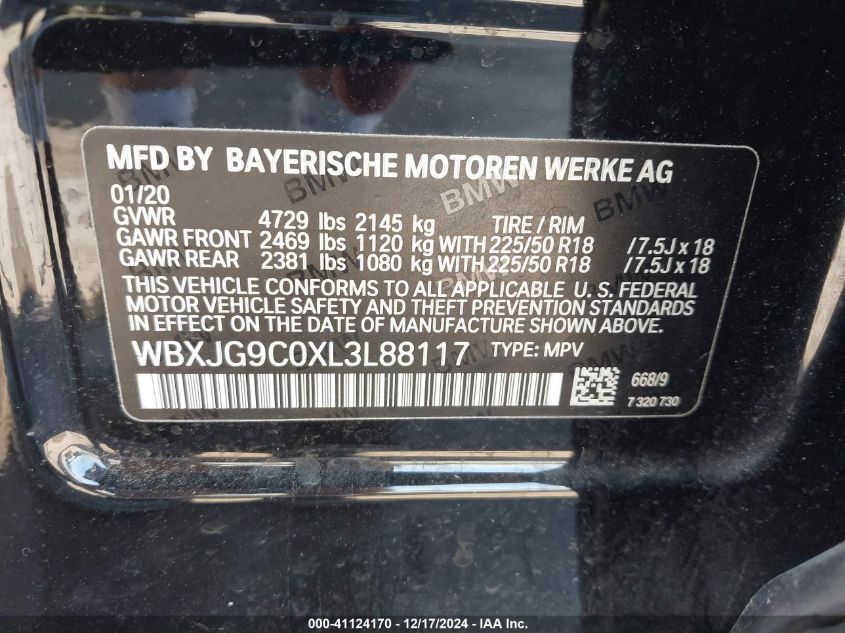 MFD BY BAYERISCHE MOTOREN WERKE AG
01/20
GVWR 4729 lbs 2145 kg TIRE / RIM
GAWR FRONT 2469 lbs 1120 kg WITH 225/50 R18 /7.5J x 18
GAWR REAR 2381 lbs 1080 kg WITH 225/50 R18 /7.5J x 18
THIS VEHICLE CONFORMS TO ALL APPLICABLE U.S. FEDERAL
MOTOR VEHICLE SAFETY AND THEFT PREVENTION STANDARDS
IN EFFECT ON THE DATE OF MANUFACTURE SHOWN ABOVE.
WBXJG9C0XL3L88117 TYPE: MPV
668/9
7 320 730
000-41124170 - 12/17/2024 - IAA Inc.